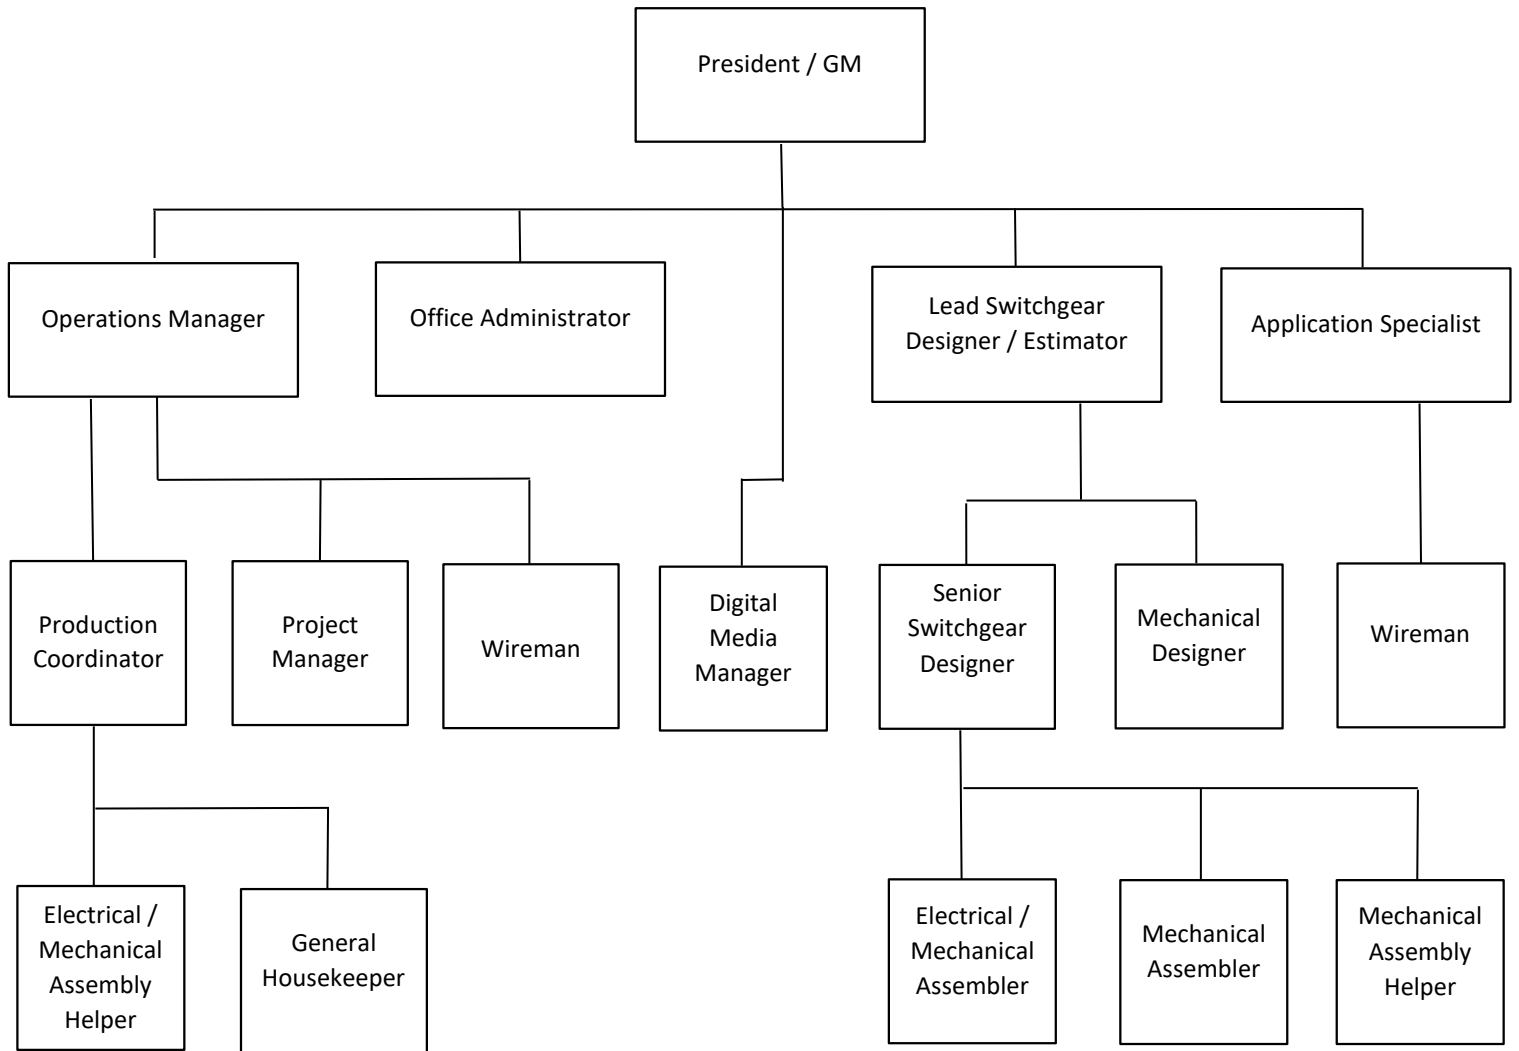 President / GM
Operations Manager
Office Administrator
Lead Switchgear
Designer / Estimator
Application Specialist
Production
Coordinator
Project
Manager
Wireman
Digital
Media
Manager
Senior
Switchgear
Designer
Mechanical
Designer
Wireman
Electrical /
Mechanical
Assembly
Helper
General
Housekeeper
Electrical /
Mechanical
Assembler
Mechanical
Assembler
Mechanical
Assembly
Helper